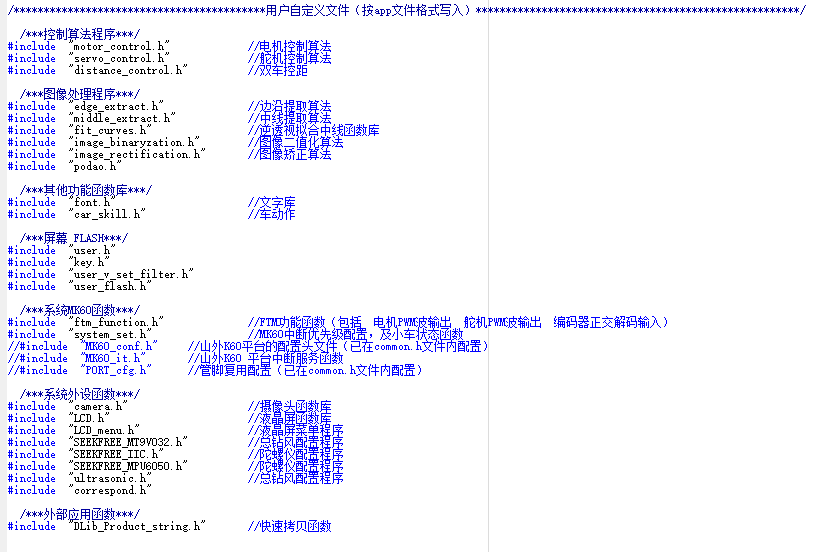 /***************************************用户自定义文件（按app文件格式写入）**************************************************/
/***控制算法程序***/
#include "motor_control.h" //电机控制算法
#include "servo_control.h" //舵机控制算法
#include "distance_control.h" //双车控距
/***图像处理程序***/
#include "edge_extract.h" //边沿提取算法
#include "middle_extract.h" //中线提取算法
#include "fit_curves.h" //逆透视拟合中线函数库
#include "image_binaryzation.h" //图像二值化算法
#include "image_rectification.h" //图像矫正算法
#include "podao.h"
/***其他功能函数库***/
#include "font.h" //文字库
#include "car_skill.h" //车动作
/***屏幕 FLASH***/
#include "user.h"
#include "key.h"
#include "user_v_set_filter.h"
#include "user_flash.h"
/***系统MK60函数***/
#include "ftm_function.h" //FTM功能函数（包括 电机PWM波输出 舵机PWM波输出 编码器正交解码输入）
#include "system_set.h" //MK60中断优先级配置，及小车状态函数
//#include "MK60_conf.h" //山外K60平台的配置头文件（已在common.h文件内配置）
//#include "MK60_it.h" //山外K60 平台中断服务函数
//#include "PORT_cfg.h" //管脚复用配置（已在common.h文件内配置）
/***系统外设函数***/
#include "camera.h" //摄像头函数库
#include "LCD.h" //液晶屏函数库
#include "LCD_menu.h" //液晶屏菜单程序
#include "SEEKFREE_MT9V032.h" //总钻风配置程序
#include "SEEKFREE_IIC.h" //陀螺仪配置程序
#include "SEEKFREE_MPU6050.h" //陀螺仪配置程序
#include "ultrasonic.h" //总钻风配置程序
#include "correspond.h"
/***外部应用函数***/
#include "DLib_Product_string.h" //快速拷贝函数